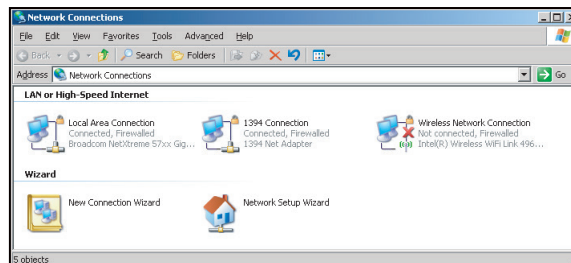 Network Connections
File Edit View Favorites Tools Advanced Help
Back Search Folders
Address Network Connections Go
LAN or High-Speed Internet
Local Area Connection
Connected, Firewalled
Broadcom NetXtreme 57xx Gig...
1394 Connection
Connected, Firewalled
1394 Net Adapter
Wireless Network Connection
Not connected, Firewalled
Intel(R) Wireless WiFi Link 496...
Wizard
New Connection Wizard
Network Setup Wizard
5 objects